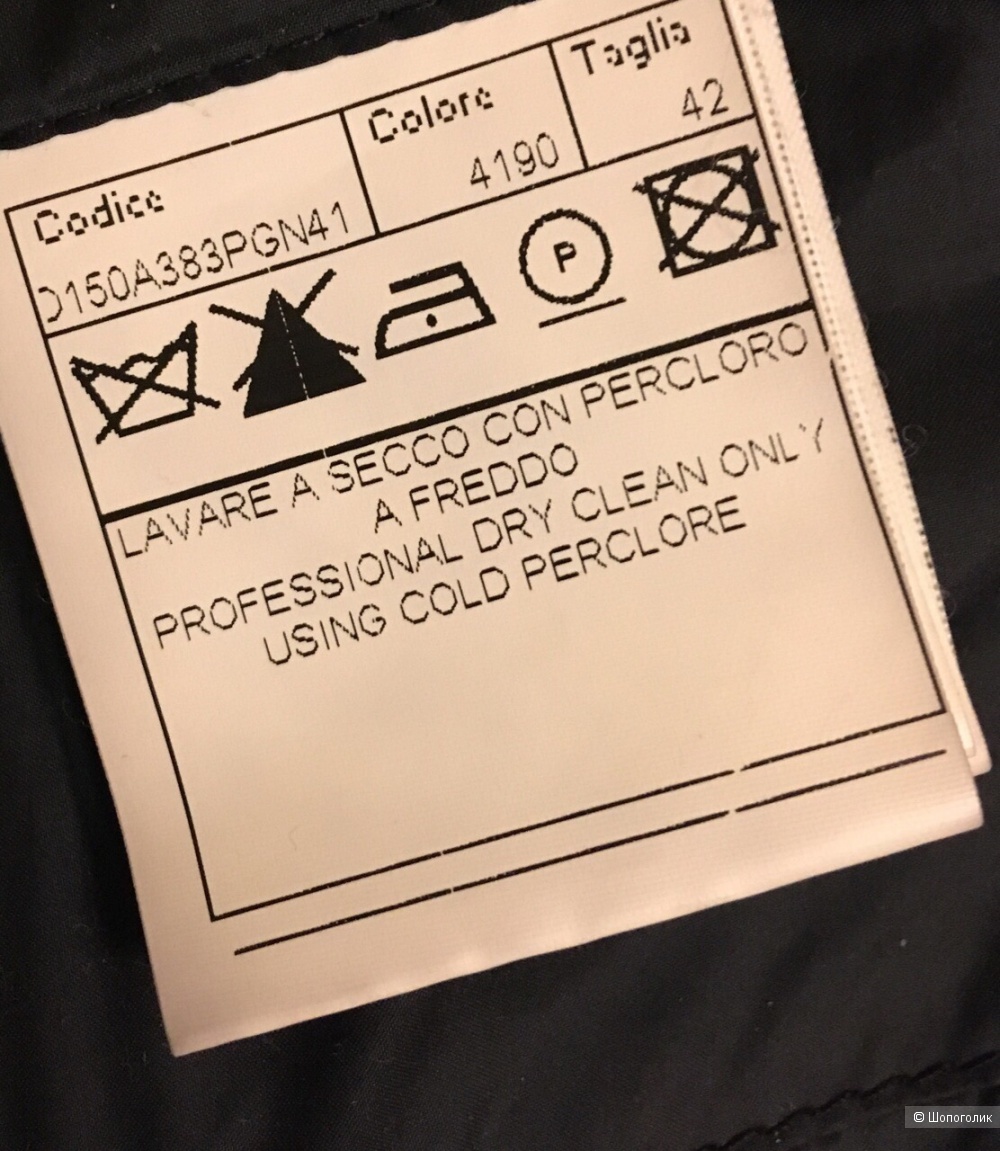 Codice
Colore
Taglia
D150A383PGN41
4190
42
P
LAVARE A SECCO CON PERCLORO
A FREDDO
PROFESSIONAL DRY CLEAN ONLY
USING COLD PERCLORE
© Шопоголик